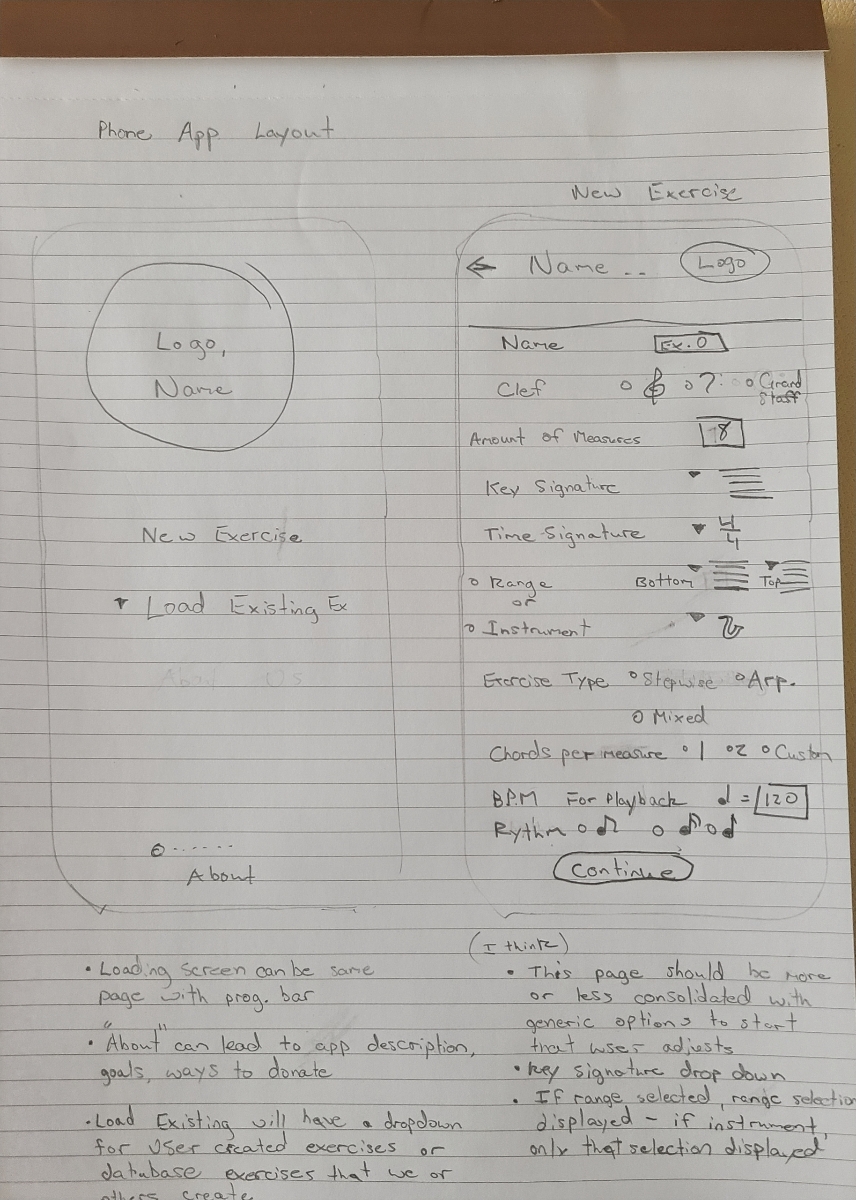 Phone App Layout
Logo,
Name
New Exercise
Load Existing Ex
About Us
About
• Loading screen can be same
page with prog. bar
• "About" can lead to app description,
goals, ways to donate
• Load Existing will have a dropdown
for user created exercises or
database exercises that we or
others create
New Exercise
← Name .. Logo
Name Ex. 0
Clef Grand
Staff
Amount of Measures 8
Key Signature
Time Signature 4/4
Range Bottom Top
or
Instrument
Exercise Type Stepwise Arp.
Mixed
Chords per measure 1 2 Custom
BPM For Playback = 120
Rythm
Continue
(I think)
• This page should be more
or less consolidated with
generic options to start
that user adjusts
• Key signature drop down
• If range selected, range selection
displayed - if instrument,
only that selection displayed